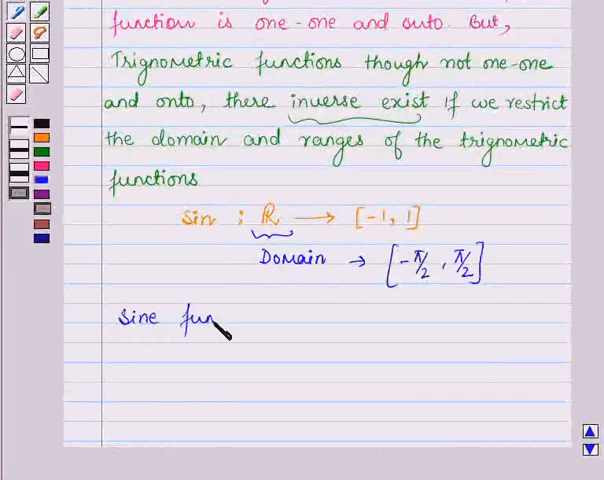 function is one-one and onto. But,
Trignometric functions though not one-one
and onto, there inverse exist if we restrict
the domain and ranges of the trignometric
functions
sin : R → [-1, 1]
Domain → [-π/2, π/2]
Sine fun